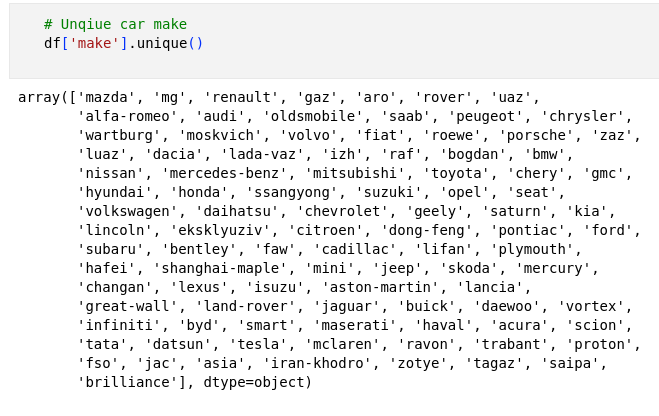 # Unqiue car make
df['make'].unique()
array(['mazda', 'mg', 'renault', 'gaz', 'aro', 'rover', 'uaz',
'alfa-romeo', 'audi', 'oldsmobile', 'saab', 'peugeot', 'chrysler',
'wartburg', 'moskvich', 'volvo', 'fiat', 'roewe', 'porsche', 'zaz',
'luaz', 'dacia', 'lada-vaz', 'izh', 'raf', 'bogdan', 'bmw',
'nissan', 'mercedes-benz', 'mitsubishi', 'toyota', 'chery', 'gmc',
'hyundai', 'honda', 'ssangyong', 'suzuki', 'opel', 'seat',
'volkswagen', 'daihatsu', 'chevrolet', 'geely', 'saturn', 'kia',
'lincoln', 'eksklyuziv', 'citroen', 'dong-feng', 'pontiac', 'ford',
'subaru', 'bentley', 'faw', 'cadillac', 'lifan', 'plymouth',
'hafei', 'shanghai-maple', 'mini', 'jeep', 'skoda', 'mercury',
'changan', 'lexus', 'isuzu', 'aston-martin', 'lancia',
'great-wall', 'land-rover', 'jaguar', 'buick', 'daewoo', 'vortex',
'infiniti', 'byd', 'smart', 'maserati', 'haval', 'acura', 'scion',
'tata', 'datsun', 'tesla', 'mclaren', 'ravon', 'trabant', 'proton',
'fso', 'jac', 'asia', 'iran-khodro', 'zotye', 'tagaz', 'saipa',
'brilliance'], dtype=object)